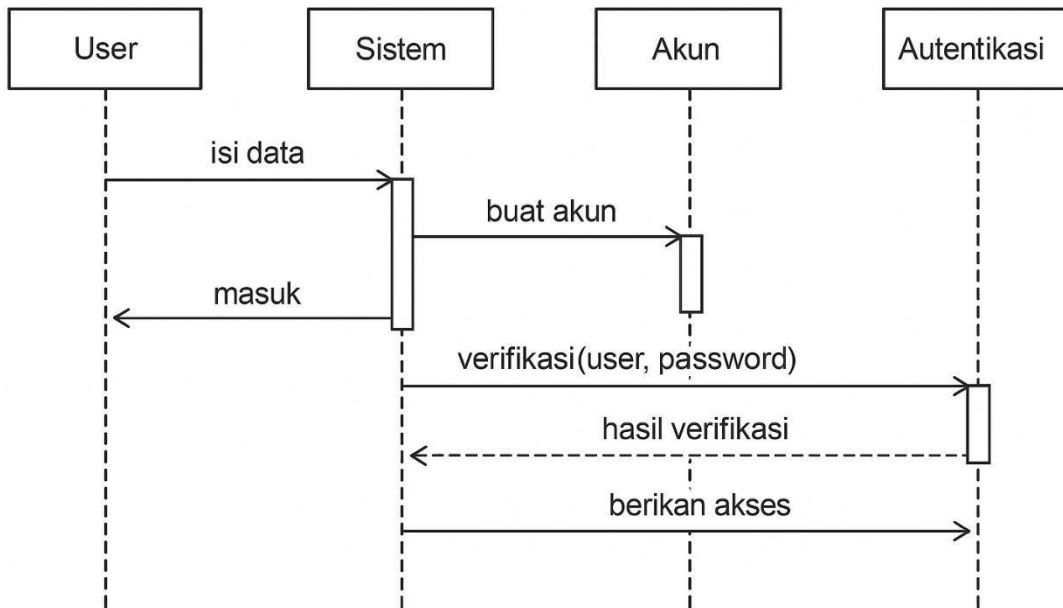 User
Sistem
Akun
Autentikasi
isi data
buat akun
masuk
verifikasi(user, password)
hasil verifikasi
berikan akses